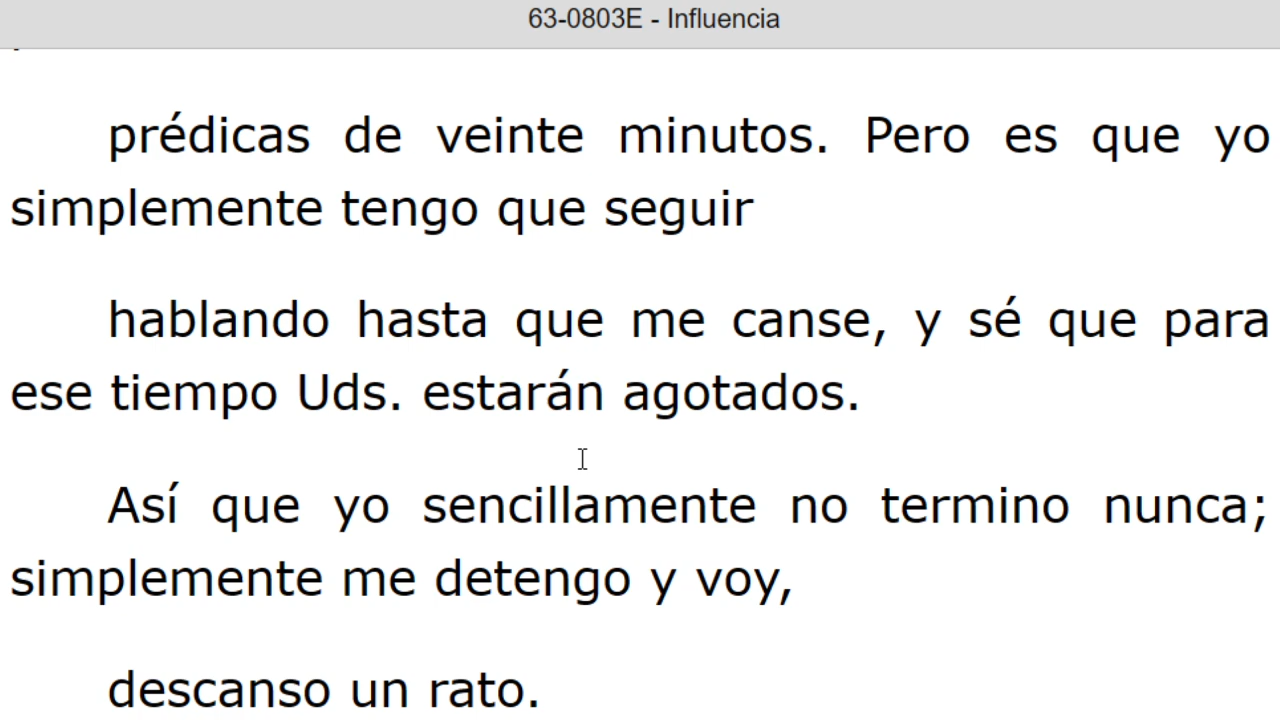 63-0803E - Influencia
prédicas de veinte minutos. Pero es que yo
simplemente tengo que seguir
hablando hasta que me canse, y sé que para
ese tiempo Uds. estarán agotados.
Así que yo sencillamente no termino nunca;
simplemente me detengo y voy,
descanso un rato.